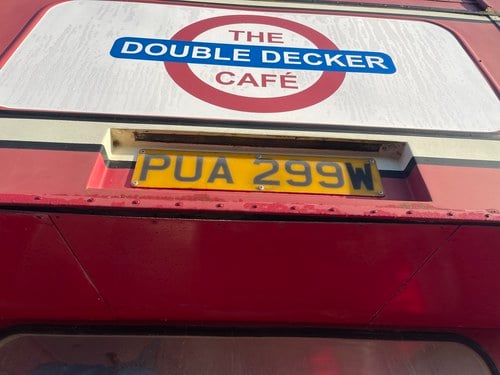 THE
DOUBLE DECKER
CAFÉ
PUA 299W